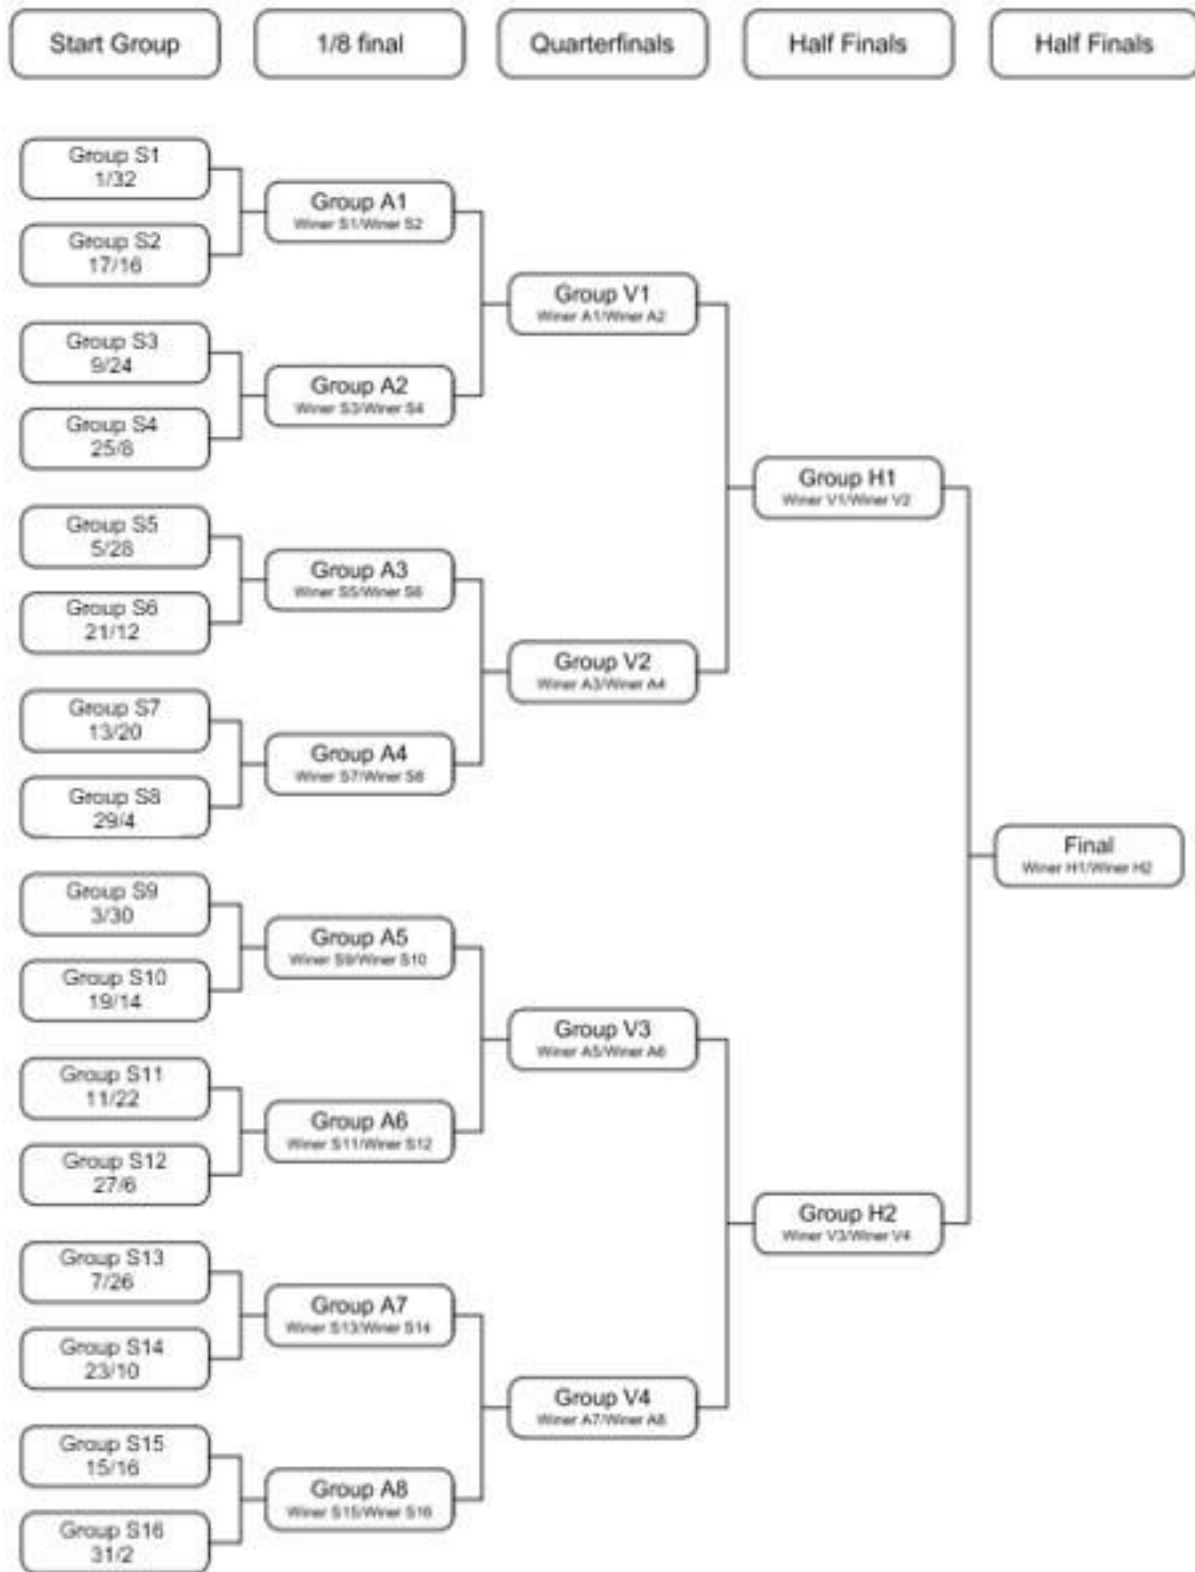 Start Group
1/8 final
Quarterfinals
Half Finals
Half Finals
Group S1
1/32
Group S2
17/16
Group S3
9/24
Group S4
25/8
Group S5
5/28
Group S6
21/12
Group S7
13/20
Group S8
29/4
Group S9
3/30
Group S10
19/14
Group S11
11/22
Group S12
27/6
Group S13
7/26
Group S14
23/10
Group S15
15/16
Group S16
31/2
Group A1
Winer S1/Winer S2
Group A2
Winer S3/Winer S4
Group A3
Winer S5/Winer S6
Group A4
Winer S7/Winer S8
Group A5
Winer S9/Winer S10
Group A6
Winer S11/Winer S12
Group A7
Winer S13/Winer S14
Group A8
Winer S15/Winer S16
Group V1
Winer A1/Winer A2
Group V2
Winer A3/Winer A4
Group V3
Winer A5/Winer A6
Group V4
Winer A7/Winer A8
Group H1
Winer V1/Winer V2
Group H2
Winer V3/Winer V4
Final
Winer H1/Winer H2